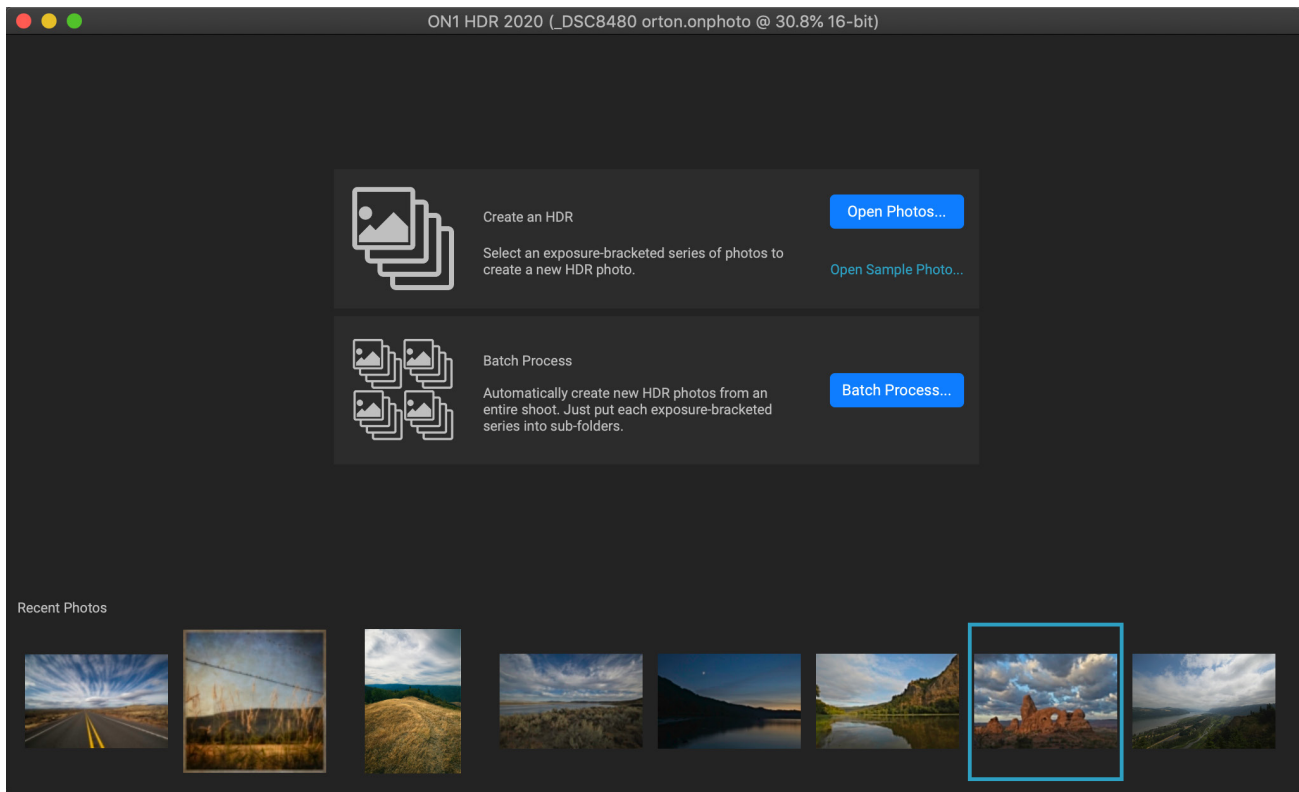 ON1 HDR 2020 (_DSC8480 orton.onphoto @ 30.8% 16-bit)
Create an HDR
Select an exposure-bracketed series of photos to
create a new HDR photo.
Open Photos...
Open Sample Photo...
Batch Process
Automatically create new HDR photos from an
entire shoot. Just put each exposure-bracketed
series into sub-folders.
Batch Process...
Recent Photos